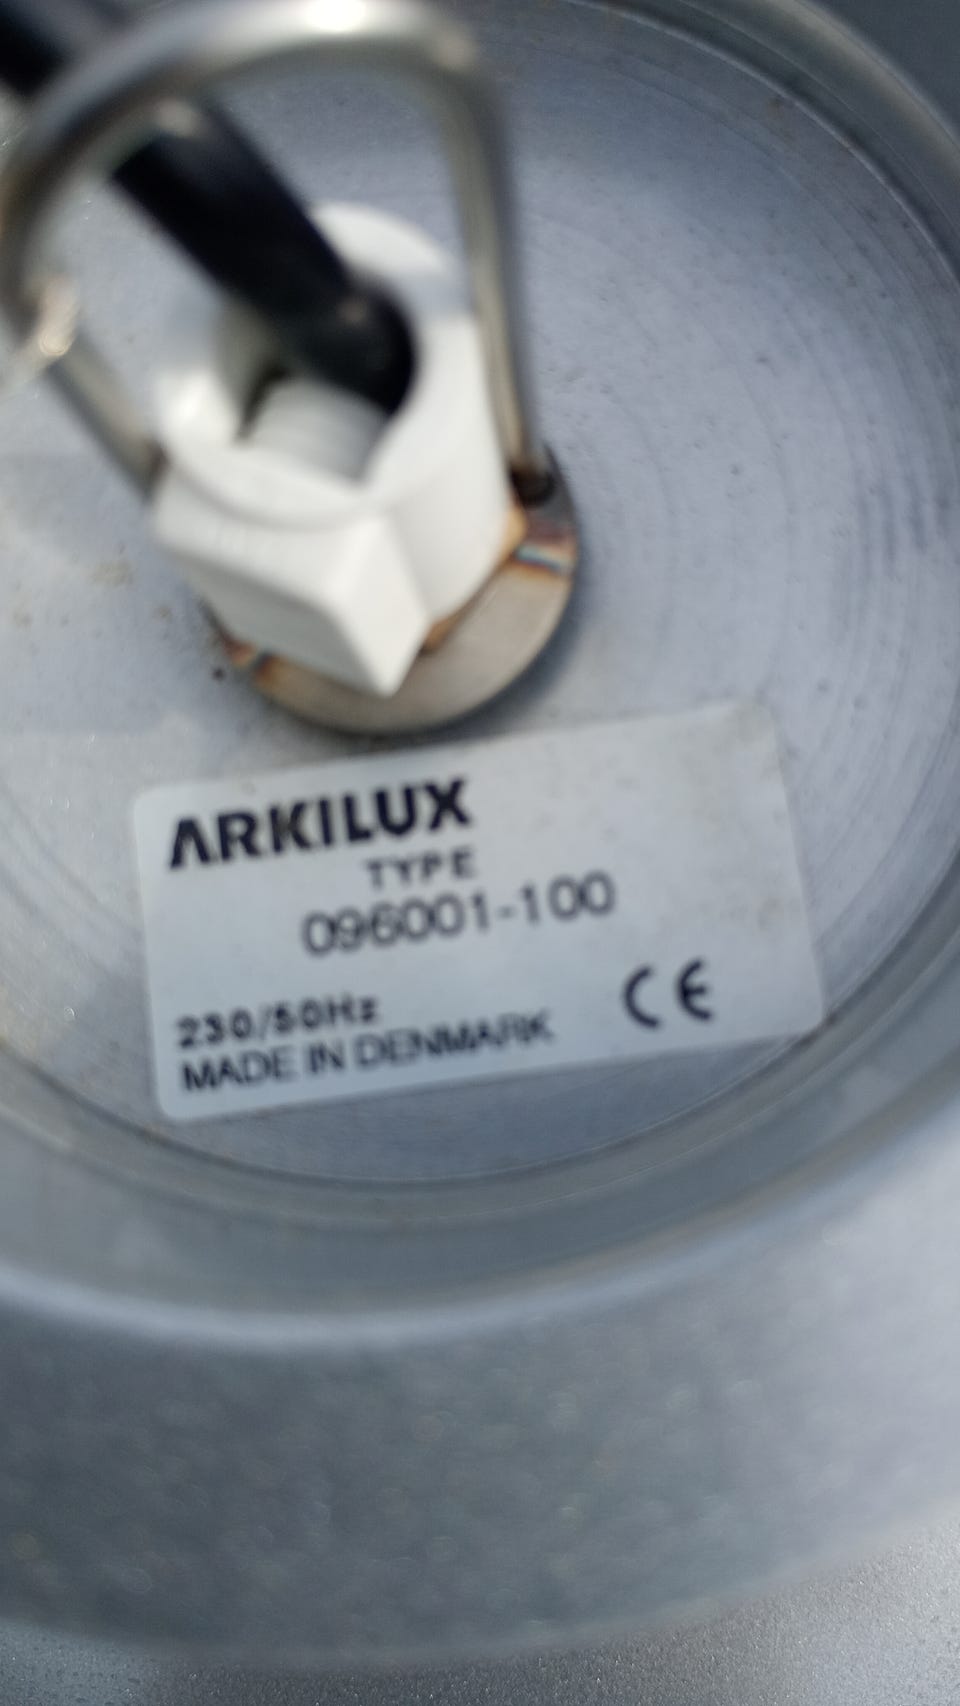 ARKILUX
TYPE
096001-100
230/50Hz
MADE IN DENMARK
CE